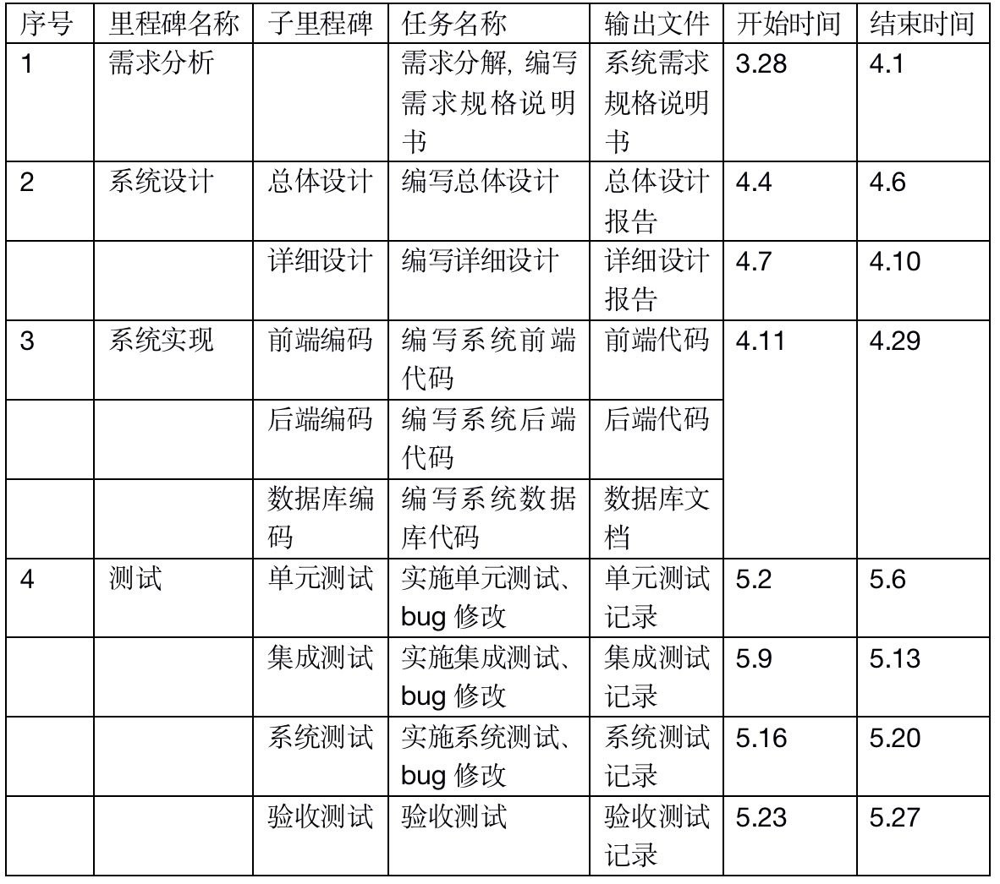 序号 里程碑名称 子里程碑 任务名称 输出文件 开始时间 结束时间
1 需求分析 需求分解, 编写 系统需求 3.28 4.1
需求规格说明 规格说明
书 书
2 系统设计 总体设计 编写总体设计 总体设计 4.4 4.6
报告
详细设计 编写详细设计 详细设计 4.7 4.10
报告
3 系统实现 前端编码 编写系统前端 前端代码 4.11 4.29
代码
后端编码 编写系统后端 后端代码
代码
数据库编 编写系统数据 数据库文
码 库代码 档
4 测试 单元测试 实施单元测试、 单元测试 5.2 5.6
bug 修改 记录
集成测试 实施集成测试、 集成测试 5.9 5.13
bug 修改 记录
系统测试 实施系统测试、 系统测试 5.16 5.20
bug 修改 记录
验收测试 验收测试 验收测试 5.23 5.27
记录